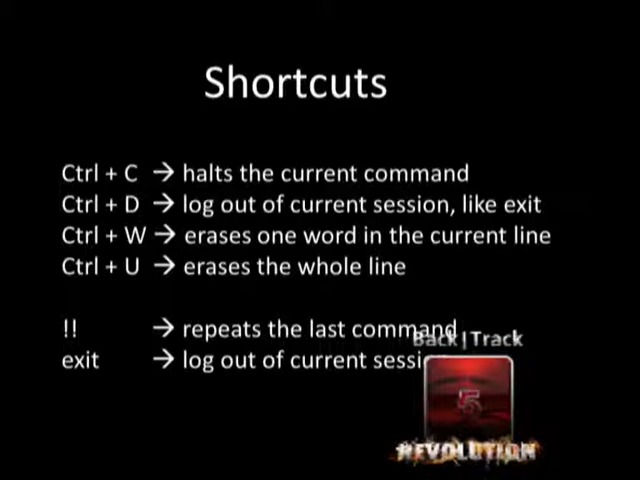 Shortcuts
Ctrl + C → halts the current command
Ctrl + D → log out of current session, like exit
Ctrl + W → erases one word in the current line
Ctrl + U → erases the whole line
!! → repeats the last command
exit → log out of current sessi
Back|Track
5
REVOLUTION